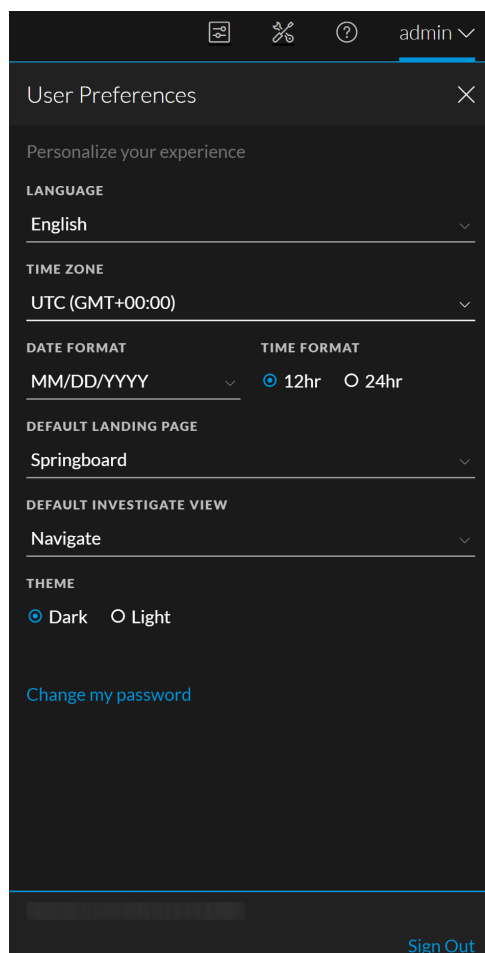 admin
User Preferences
Personalize your experience
LANGUAGE
English
TIME ZONE
UTC (GMT+00:00)
DATE FORMAT TIME FORMAT
MM/DD/YYYY 12hr 24hr
DEFAULT LANDING PAGE
Springboard
DEFAULT INVESTIGATE VIEW
Navigate
THEME
Dark Light
Change my password
Sign Out